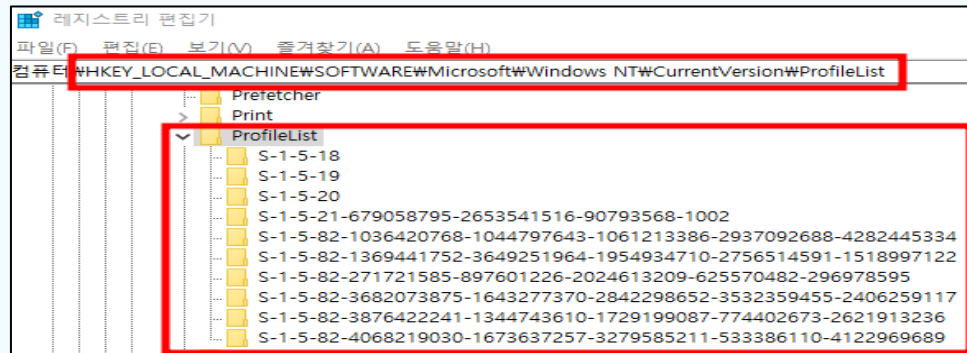 레지스트리 편집기
파일(F) 편집(E) 보기(V) 즐겨찾기(A) 도움말(H)
컴퓨터₩HKEY_LOCAL_MACHINE₩SOFTWARE₩Microsoft₩Windows NT₩CurrentVersion₩ProfileList
Prefetcher
Print
ProfileList
S-1-5-18
S-1-5-19
S-1-5-20
S-1-5-21-679058795-2653541516-90793568-1002
S-1-5-82-1036420768-1044797643-1061213386-2937092688-4282445334
S-1-5-82-1369441752-3649251964-1954934710-2756514591-1518997122
S-1-5-82-271721585-897601226-2024613209-625570482-296978595
S-1-5-82-3682073875-1643277370-2842298652-3532359455-2406259117
S-1-5-82-3876422241-1344743610-1729199087-774402673-2621913236
S-1-5-82-4068219030-1673637257-3279585211-533386110-4122969689